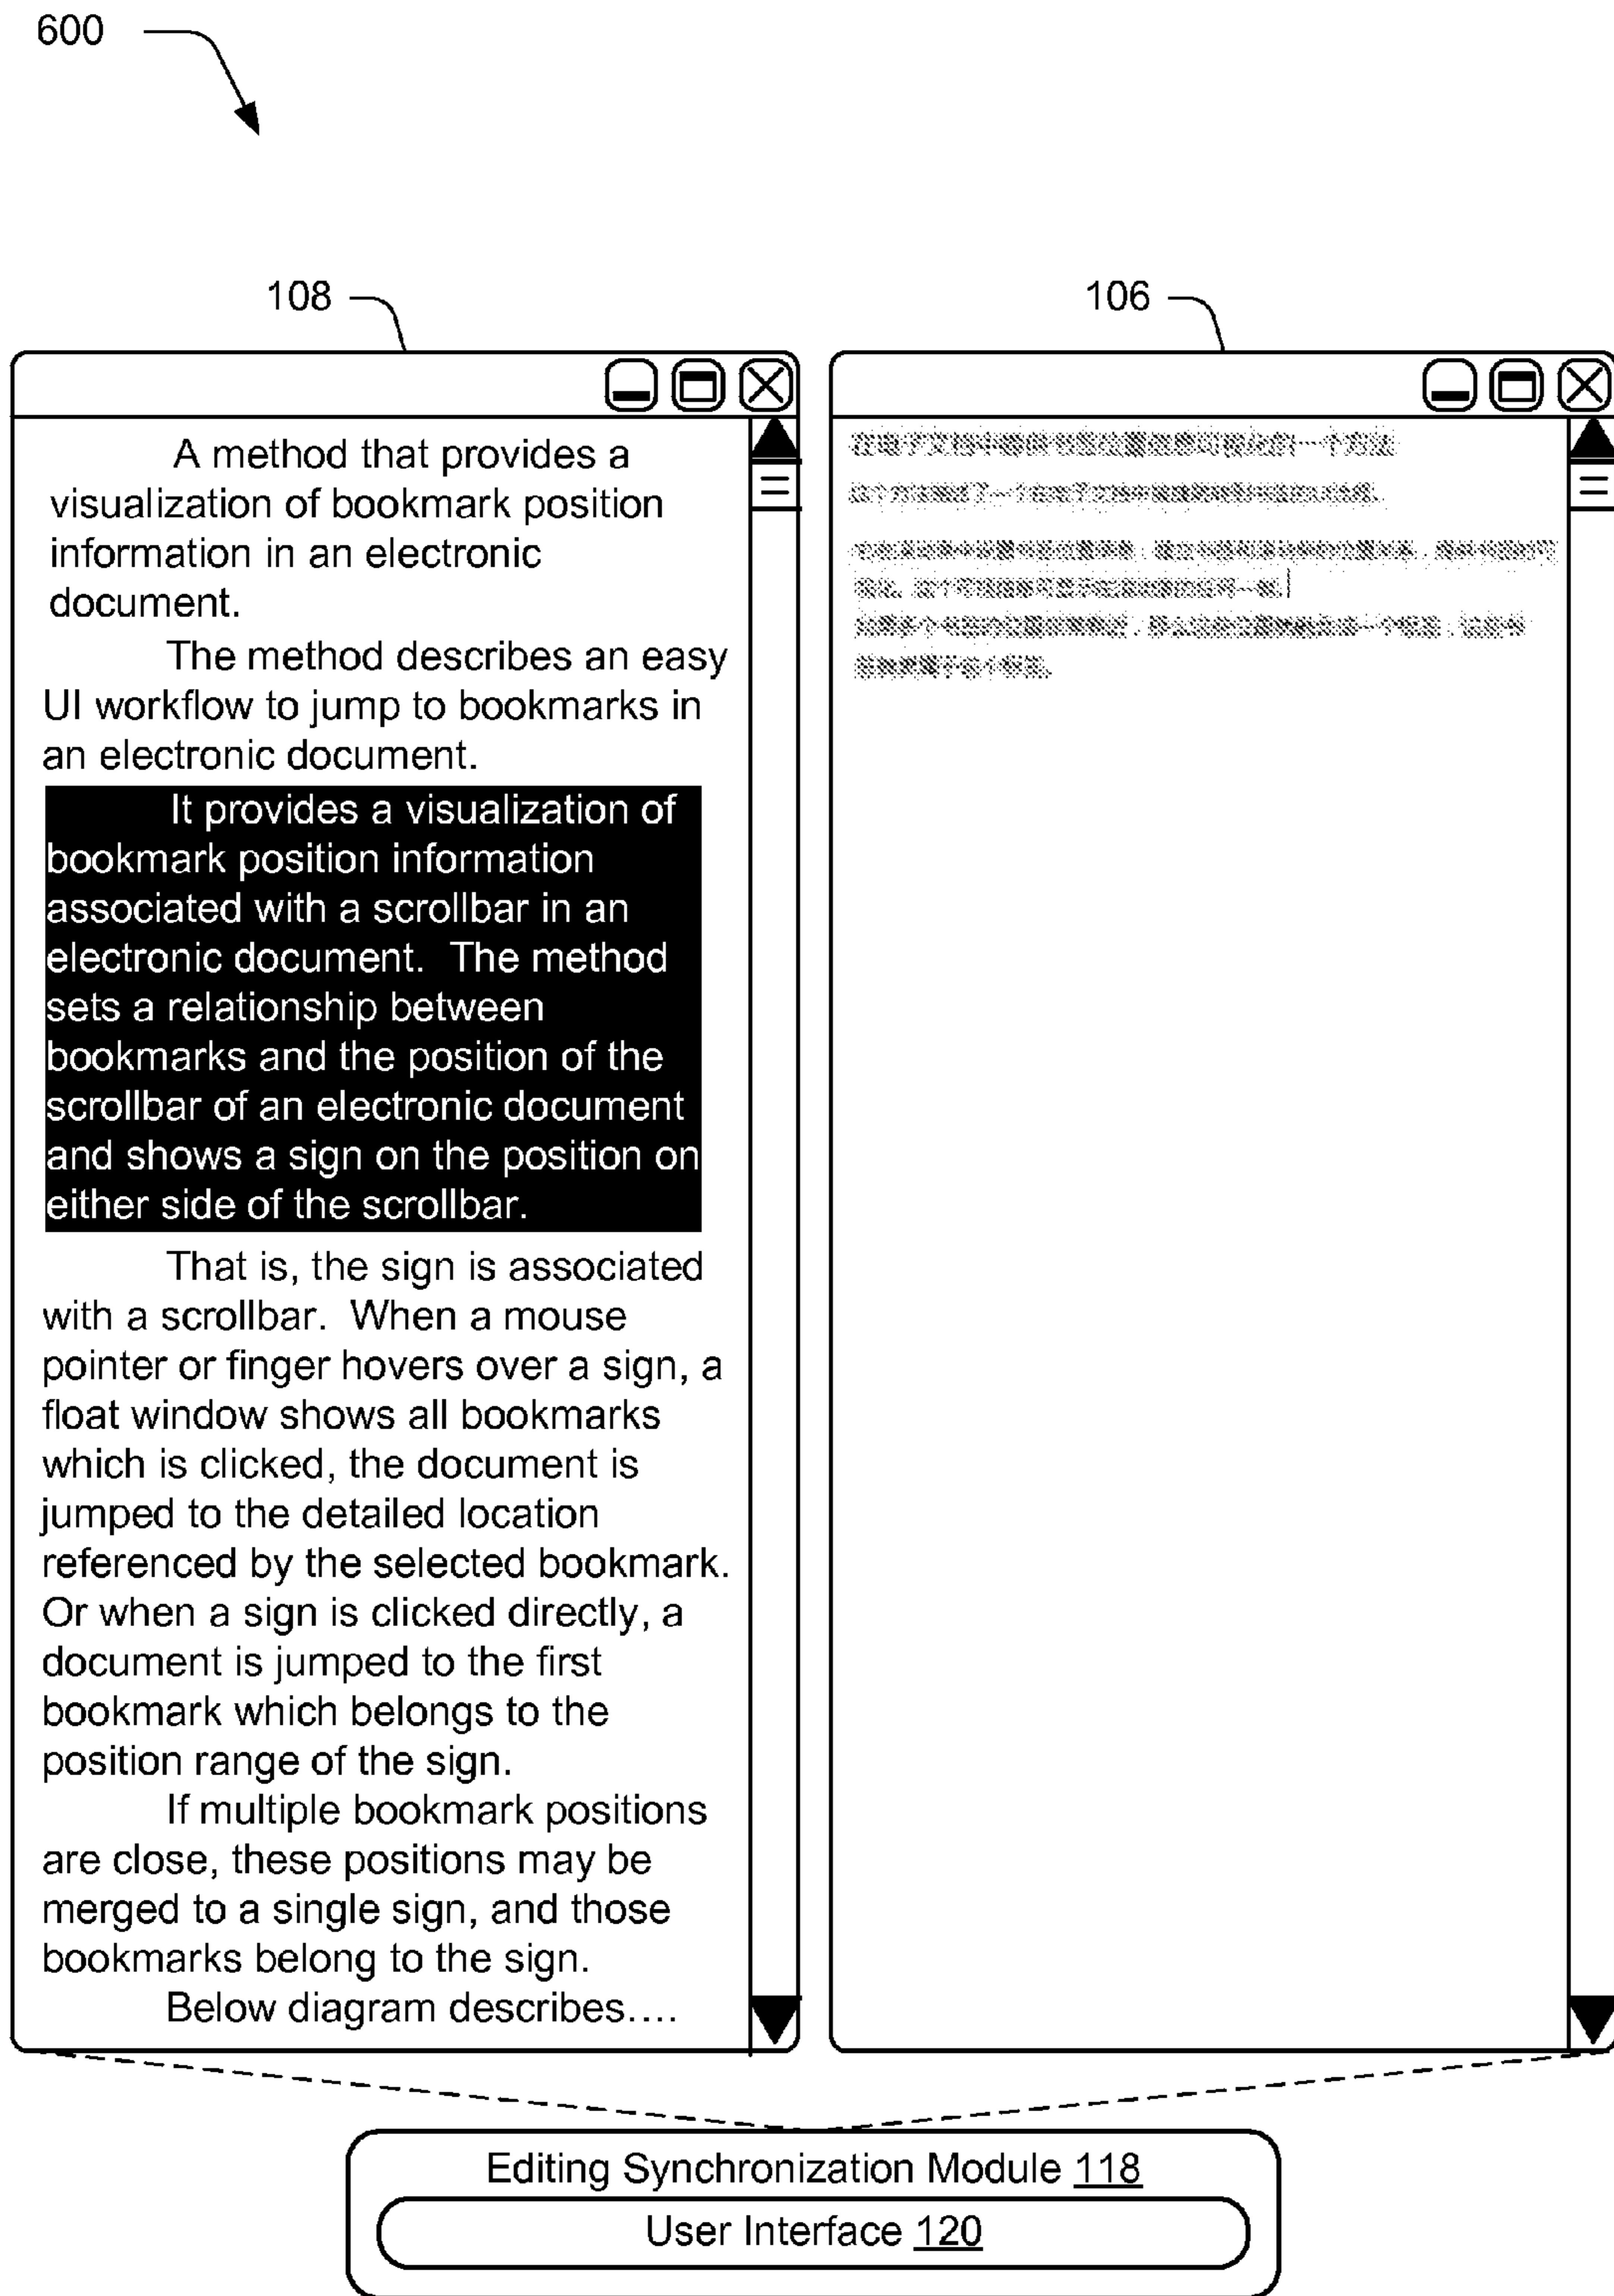 600
108
106
A method that provides a
visualization of bookmark position
information in an electronic
document.
The method describes an easy
UI workflow to jump to bookmarks in
an electronic document.
It provides a visualization of
bookmark position information
associated with a scrollbar in an
electronic document.  The method
sets a relationship between
bookmarks and the position of the
scrollbar of an electronic document
and shows a sign on the position on
either side of the scrollbar.
That is, the sign is associated
with a scrollbar.  When a mouse
pointer or finger hovers over a sign, a
float window shows all bookmarks
which is clicked, the document is
jumped to the detailed location
referenced by the selected bookmark.
Or when a sign is clicked directly, a
document is jumped to the first
bookmark which belongs to the
position range of the sign.
If multiple bookmark positions
are close, these positions may be
merged to a single sign, and those
bookmarks belong to the sign.
Below diagram describes....
Editing Synchronization Module 118
User Interface 120